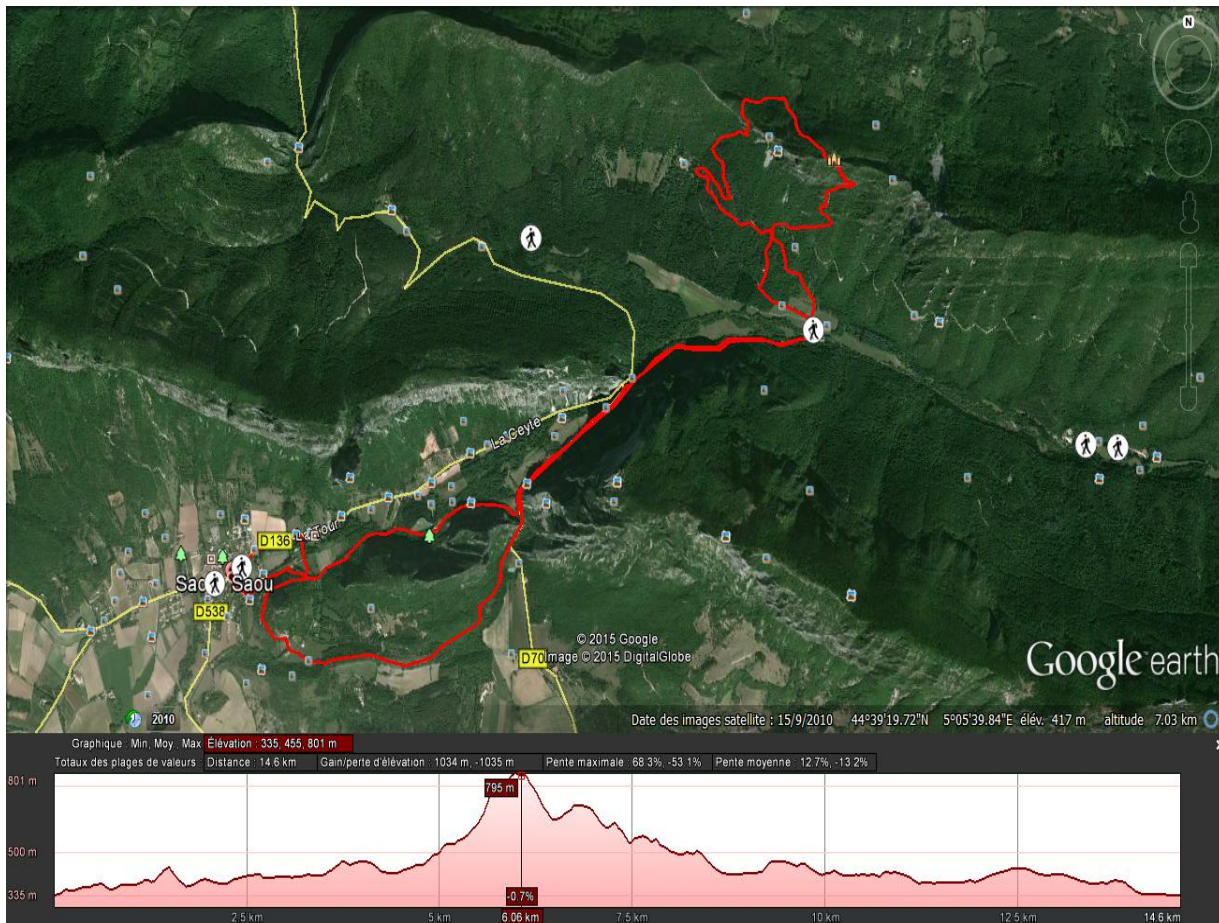 N
La Ceyte
La Tour
D136
Sao Saou
D538
© 2015 Google
D70 Image © 2015 DigitalGlobe
Google earth
2010
Date des images satellite : 15/9/2010 44°39'19.72"N 5°05'39.84"E élév. 417 m altitude 7.03 km
Graphique : Min, Moy., Max Élévation : 335, 455, 801 m
Totaux des plages de valeurs : Distance : 14.6 km Gain/perte d'élévation : 1034 m, -1035 m Pente maximale : 68.3%, -53.1% Pente moyenne : 12.7%, -13.2%
801 m
795 m
500 m
335 m
-0.7%
2.5 km 5 km 6.06 km 7.5 km 10 km 12.5 km 14.6 km